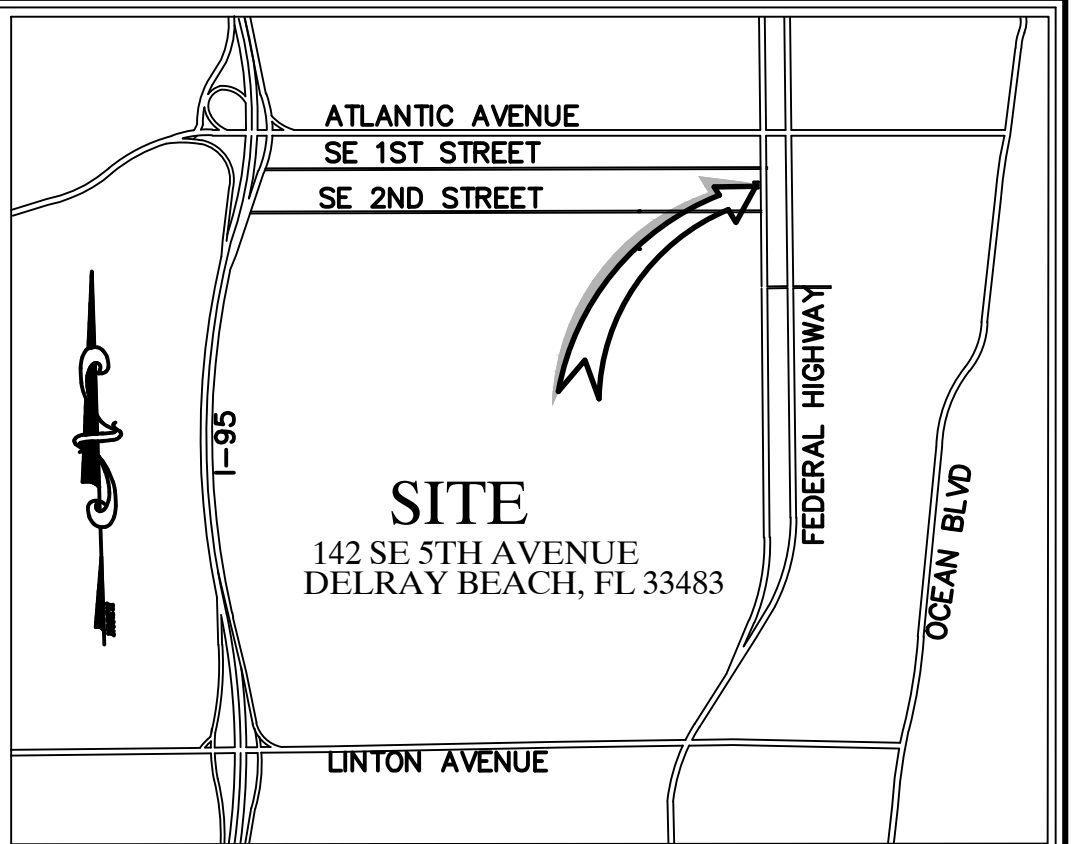 ATLANTIC AVENUE
SE 1ST STREET
SE 2ND STREET
FEDERAL HIGHWAY
I-95
OCEAN BLVD
SITE
142 SE 5TH AVENUE
DELRAY BEACH, FL 33483
LINTON AVENUE